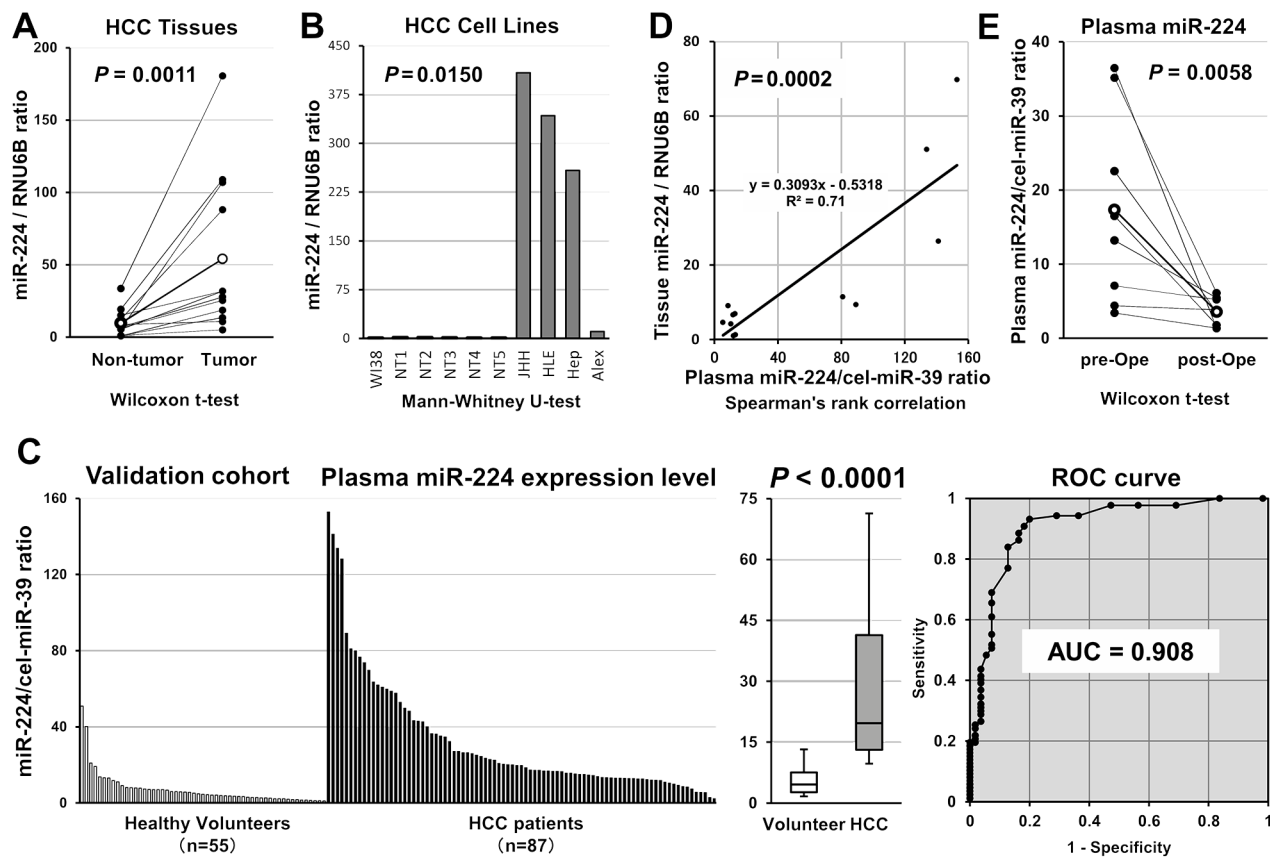 A
HCC Tissues
miR-224 / RNU6B ratio
200
150
100
50
0
P = 0.0011
Non-tumor Tumor
Wilcoxon t-test
B
HCC Cell Lines
miR-224 / RNU6B ratio
450
375
300
225
150
75
0
P = 0.0150
WI38
NT1
NT2
NT3
NT4
NT5
JHH
HLE
Hep
Alex
Mann-Whitney U-test
D
Tissue miR-224 / RNU6B ratio
80
60
40
20
0
P = 0.0002
y = 0.3093x - 0.5318
R² = 0.71
0 40 80 120 160
Plasma miR-224/cel-miR-39 ratio
Spearman's rank correlation
E
Plasma miR-224
Plasma miR-224/cel-miR-39 ratio
40
30
20
10
0
P = 0.0058
pre-Ope post-Ope
Wilcoxon t-test
C
Validation cohort Plasma miR-224 expression level
miR-224/cel-miR-39 ratio
160
120
80
40
0
Healthy Volunteers
（n=55）
HCC patients
（n=87）
P < 0.0001
75
60
45
30
15
0
Volunteer HCC
ROC curve
Sensitivity
1
0.8
0.6
0.4
0.2
0
AUC = 0.908
0 0.2 0.4 0.6 0.8 1
1 - Specificity